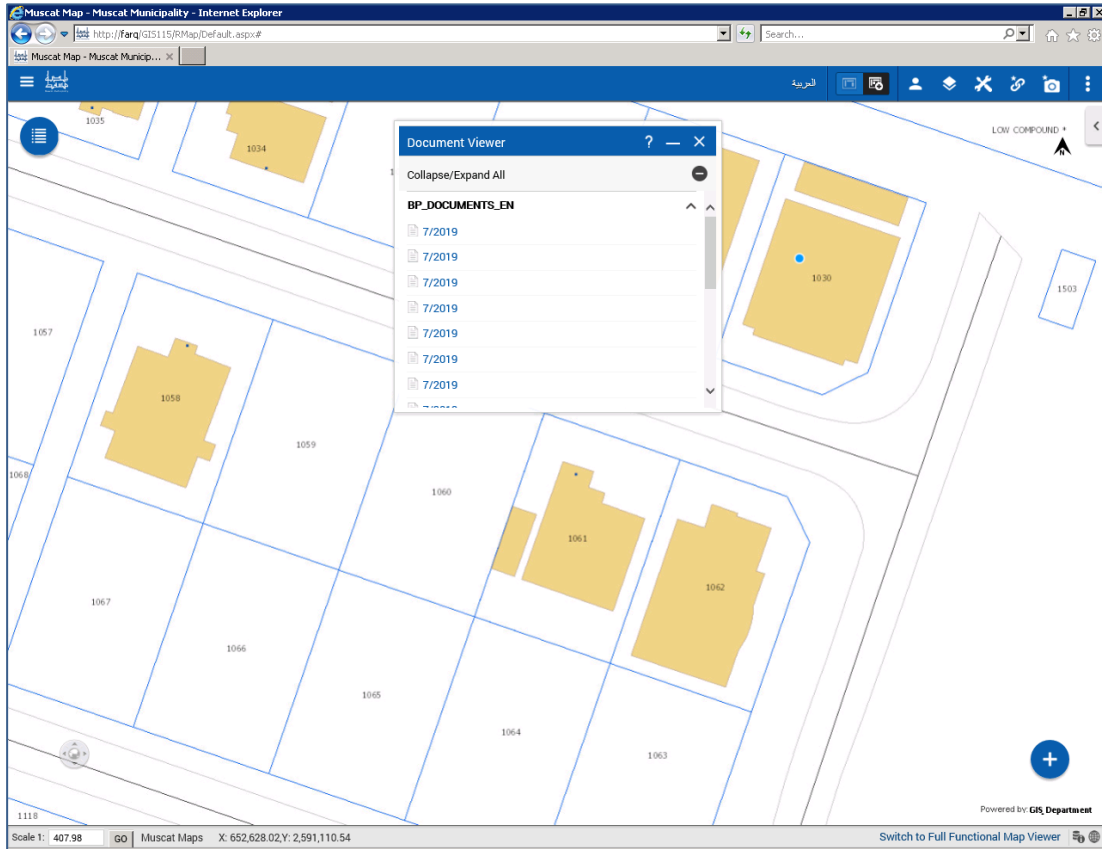 Muscat Map - Muscat Municipality - Internet Explorer
http://farq/GIS115/RMap/Default.aspx#
Search...
Muscat Map - Muscat Municip...
العربية
1035
1034
LOW COMPOUND *
N
Document Viewer ?
Collapse/Expand All
BP_DOCUMENTS_EN
7/2019
7/2019
7/2019
7/2019
7/2019
7/2019
7/2019
1030
1503
1057
1058
1059
1068
1060
1061
1062
1067
1066
1065
1064
1063
1118
Powered by: GIS_Department
Scale 1: 407.98 GO Muscat Maps X: 652,628.02,Y: 2,591,110.54
Switch to Full Functional Map Viewer